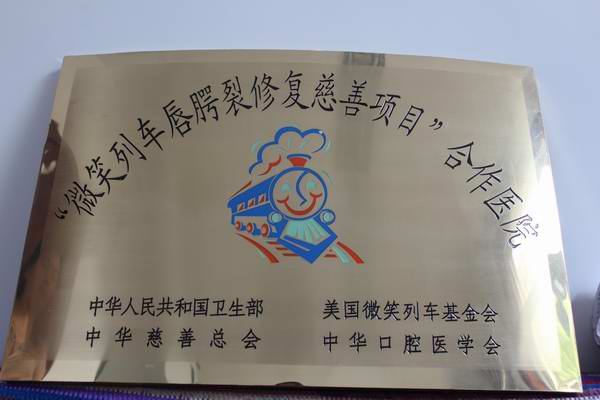 “微笑列车唇腭裂修复慈善项目”合作医院
中华人民共和国卫生部
中华慈善总会
美国微笑列车基金会
中华口腔医学会